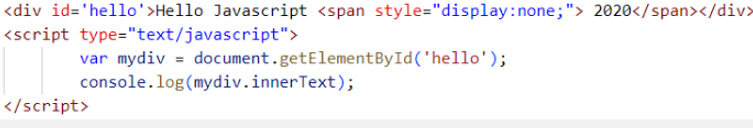 <div id='hello'>Hello Javascript <span style="display:none;"> 2020</span></div>
<script type="text/javascript">
var mydiv = document.getElementById('hello');
console.log(mydiv.innerText);
</script>